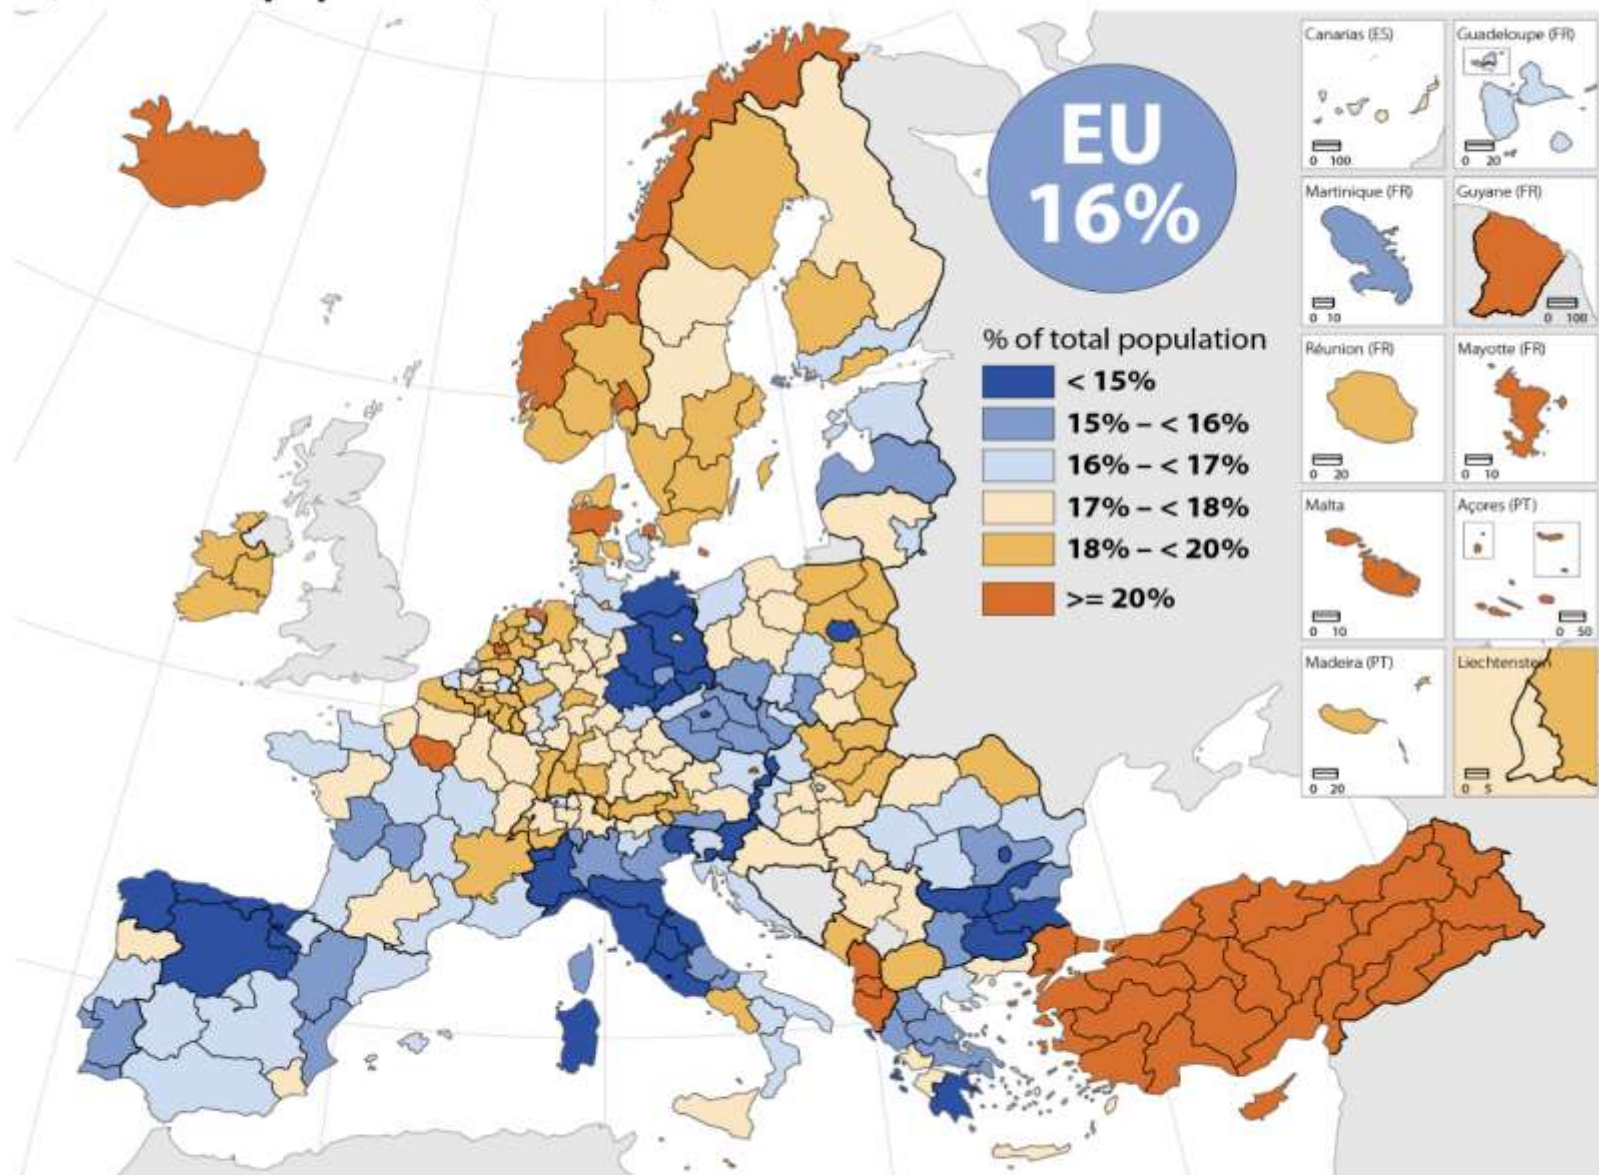 EU
16%
% of total population
< 15%
15% – < 16%
16% – < 17%
17% – < 18%
18% – < 20%
>= 20%
Canarias (ES)
0 100
Guadeloupe (FR)
0 20
Martinique (FR)
0 10
Guyane (FR)
0 100
Réunion (FR)
0 20
Mayotte (FR)
0 10
Malta
0 10
Açores (PT)
0 50
Madeira (PT)
0 20
Liechtenstein
0 5